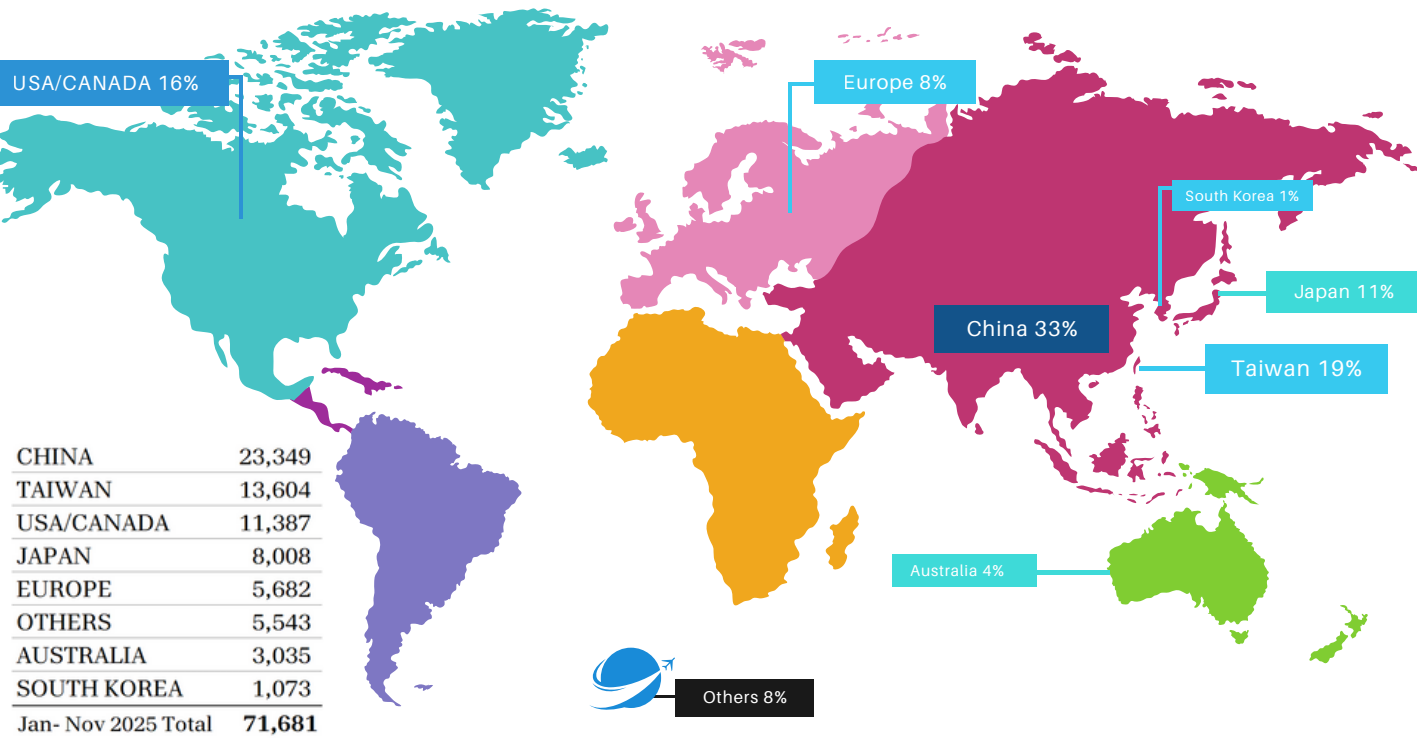 USA/CANADA 16%
Europe 8%
South Korea 1%
Japan 11%
China 33%
Taiwan 19%
Australia 4%
Others 8%
CHINA 23,349
TAIWAN 13,604
USA/CANADA 11,387
JAPAN 8,008
EUROPE 5,682
OTHERS 5,543
AUSTRALIA 3,035
SOUTH KOREA 1,073
Jan- Nov 2025 Total 71,681